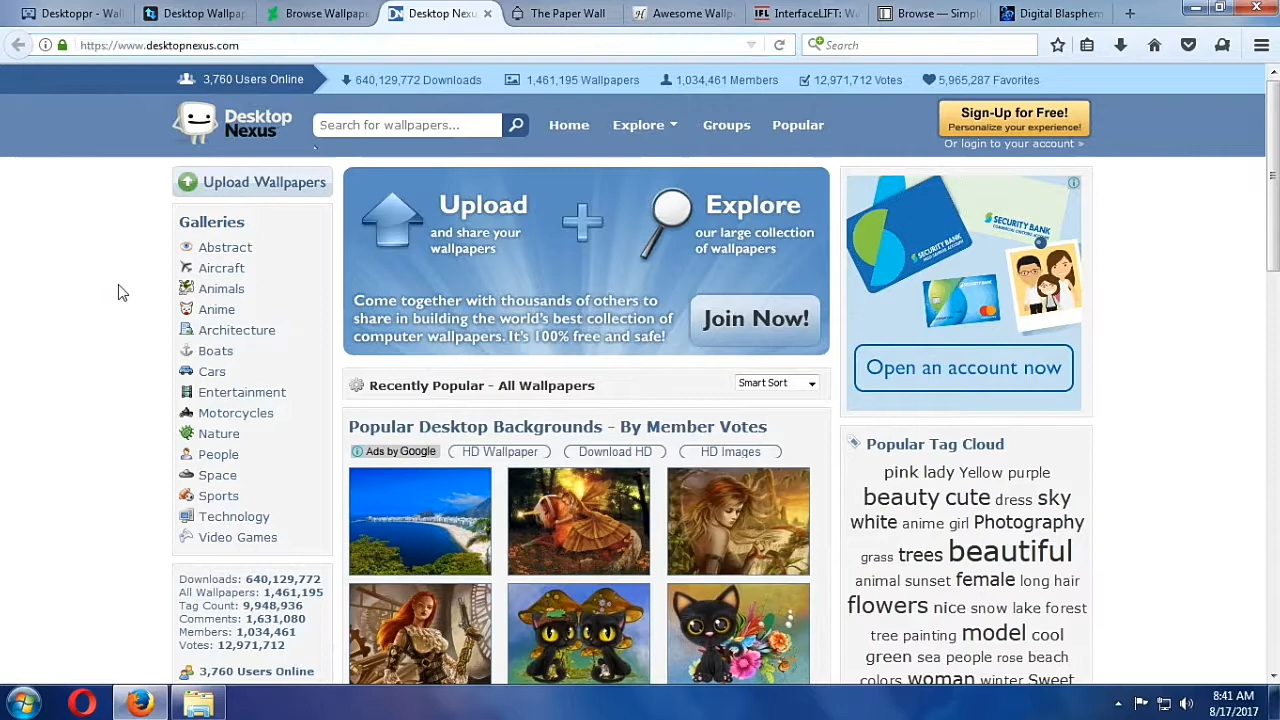 Desktoppr - Wall
Desktop Wallpap
Browse Wallpape
Desktop Nexus
The Paper Wall
Awesome Wallp
InterfaceLIFT: Wa
Browse — Simpl
Digital Blasphem
https://www.desktopnexus.com
Search
3,760 Users Online
640,129,772 Downloads
1,461,195 Wallpapers
1,034,461 Members
12,971,712 Votes
5,965,287 Favorites
Desktop
Nexus
Search for wallpapers...
Home
Explore
Groups
Popular
Sign-Up for Free!
Personalize your experience!
Or login to your account »
Upload Wallpapers
Galleries
Abstract
Aircraft
Animals
Anime
Architecture
Boats
Cars
Entertainment
Motorcycles
Nature
People
Space
Sports
Technology
Video Games
Downloads: 640,129,772
All Wallpapers: 1,461,195
Tag Count: 9,948,936
Comments: 1,631,080
Members: 1,034,461
Votes: 12,971,712
3,760 Users Online
Upload
and share your
wallpapers
Explore
our large collection
of wallpapers
Come together with thousands of others to
share in building the world's best collection of
computer wallpapers. It's 100% free and safe!
Join Now!
Recently Popular - All Wallpapers
Smart Sort
Popular Desktop Backgrounds - By Member Votes
Ads by Google
HD Wallpaper
Download HD
HD Images
SECURITY BANK
SECURITY BANK
Open an account now
Popular Tag Cloud
pink lady Yellow purple
beauty cute dress sky
white anime girl Photography
grass trees beautiful
animal sunset female long hair
flowers nice snow lake forest
tree painting model cool
green sea people rose beach
colors woman winter Sweet
8:41 AM
8/17/2017